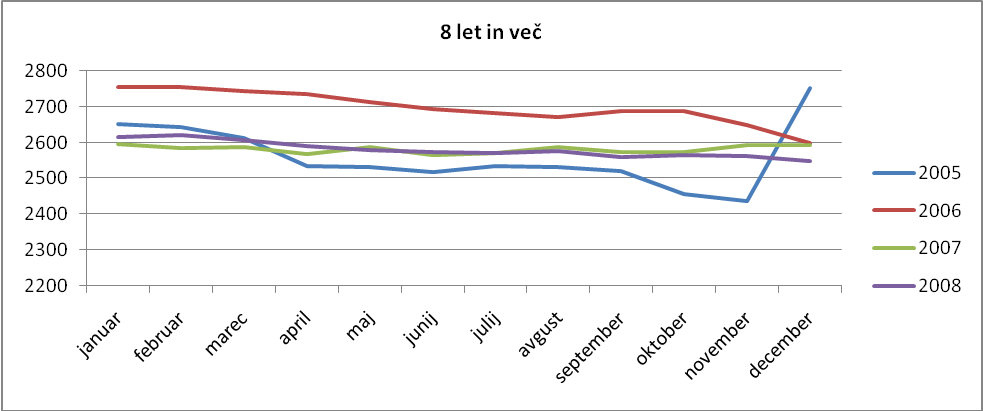 8 let in več
2800
2700
2600
2500
2400
2300
2200
januar
februar
marec
april
maj
junij
julij
avgust
september
oktober
november
december
2005
2006
2007
2008